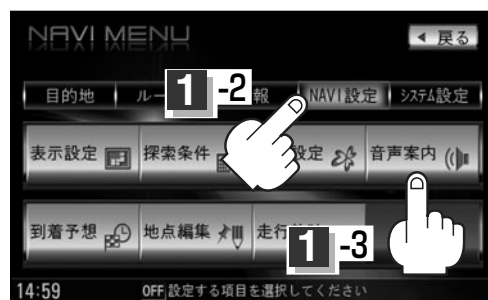 NAVI MENU
戻る
目的地 ルー 1 -2 報 NAVI設定 システム設定
表示設定 探索条件 設定 音声案内
到着予想 地点編集 走行 1 -3
14:59 OFF 設定する項目を選択してください